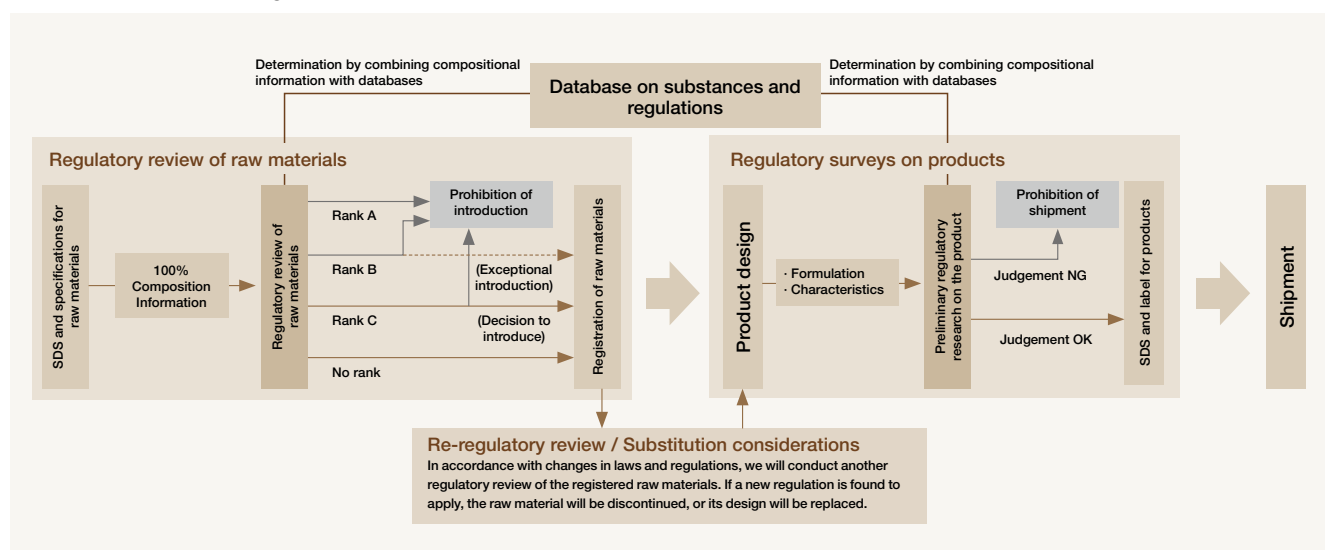 Determination by combining compositional
information with databases
Database on substances and
regulations
Determination by combining compositional
information with databases
Regulatory review of raw materials
SDS and specifications for
raw materials
100%
Composition
Information
Regulatory review of
raw materials
Rank A
Prohibition of
introduction
Rank B
(Exceptional
introduction)
Rank C
(Decision to
introduce)
No rank
Registration of raw materials
Regulatory surveys on products
Product design
· Formulation
· Characteristics
Preliminary regulatory
research on the product
Prohibition of
shipment
Judgement NG
Judgement OK
SDS and label for products
Shipment
Re-regulatory review / Substitution considerations
In accordance with changes in laws and regulations, we will conduct another
regulatory review of the registered raw materials. If a new regulation is found to
apply, the raw material will be discontinued, or its design will be replaced.